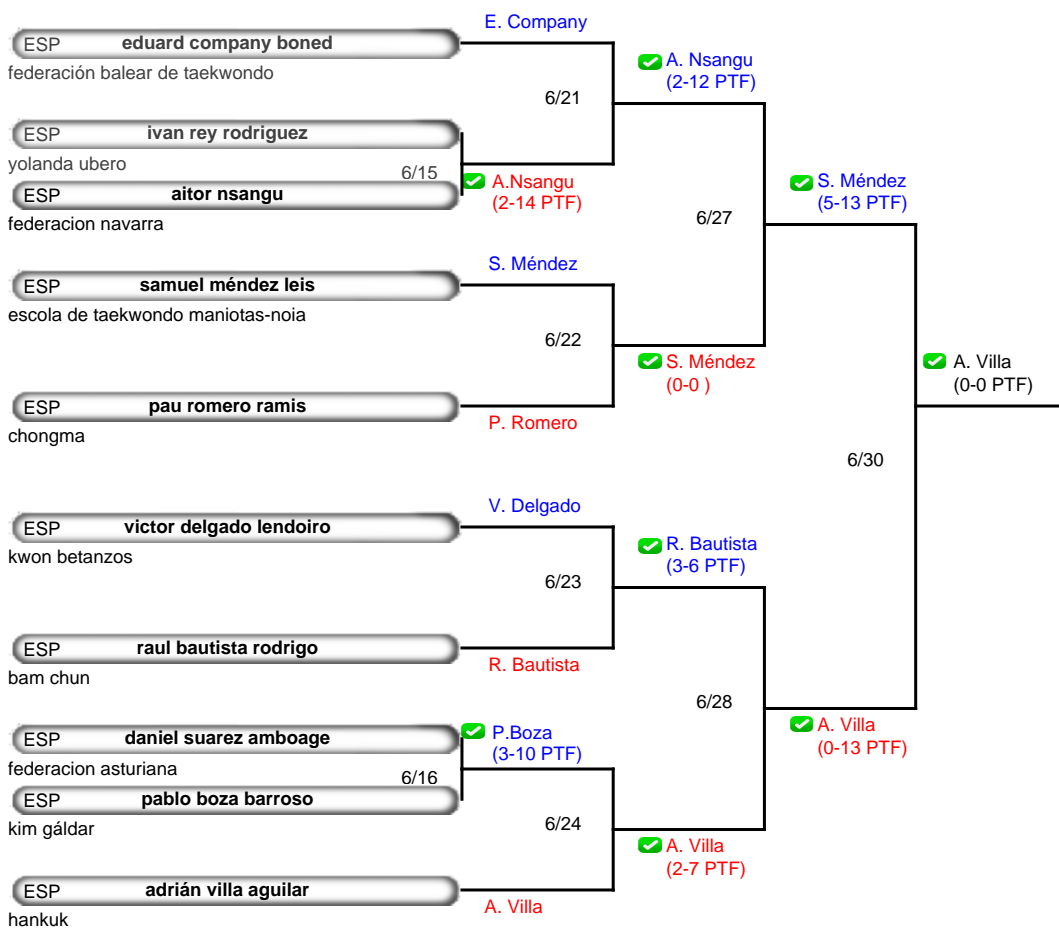 E. Company
ESP eduard company boned
federación balear de taekwondo
A. Nsangu
(2-12 PTF)
6/21
ESP ivan rey rodriguez
yolanda ubero
6/15
A.Nsangu
(2-14 PTF)
ESP aitor nsangu
federacion navarra
S. Méndez
(5-13 PTF)
6/27
S. Méndez
ESP samuel méndez leis
escola de taekwondo maniotas-noia
6/22
S. Méndez
(0-0 )
A. Villa
(0-0 PTF)
ESP pau romero ramis
chongma
P. Romero
6/30
V. Delgado
ESP victor delgado lendoiro
kwon betanzos
R. Bautista
(3-6 PTF)
6/23
ESP raul bautista rodrigo
bam chun
R. Bautista
6/28
ESP daniel suarez amboage
federacion asturiana
P.Boza
(3-10 PTF)
A. Villa
(0-13 PTF)
6/16
ESP pablo boza barroso
kim gáldar
6/24
A. Villa
(2-7 PTF)
ESP adrián villa aguilar
hankuk
A. Villa